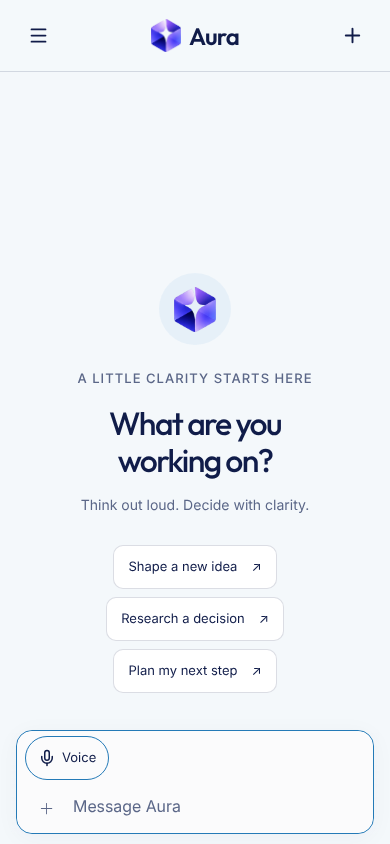 Aura
A LITTLE CLARITY STARTS HERE
What are you
working on?
Think out loud. Decide with clarity.
Shape a new idea
Research a decision
Plan my next step
Voice
Message Aura